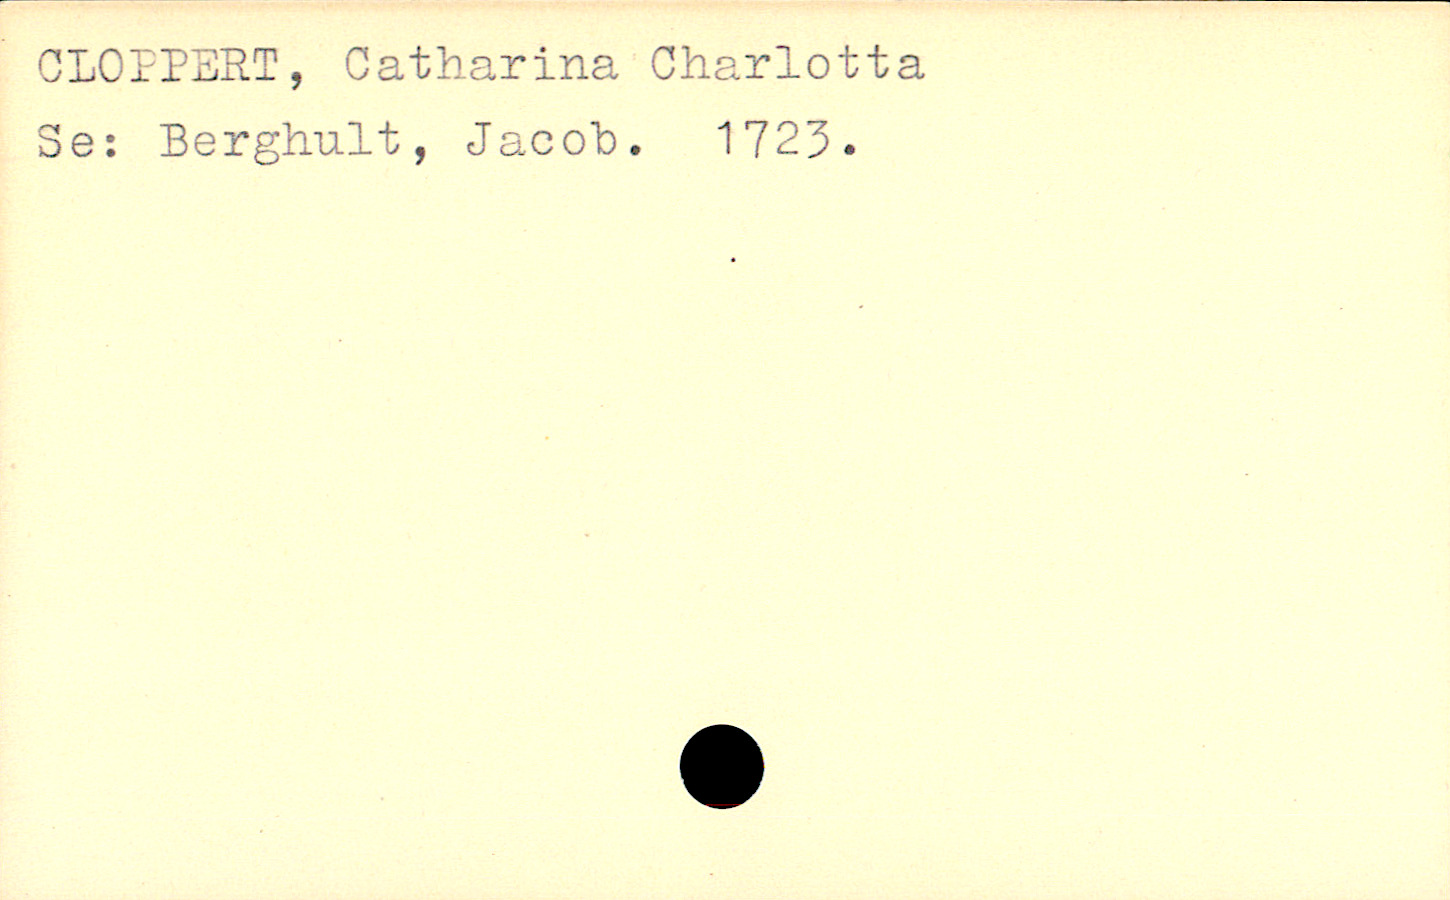 CLOPPERT, Catharina Charlotta
Se: Berghult, Jacob. 1723.